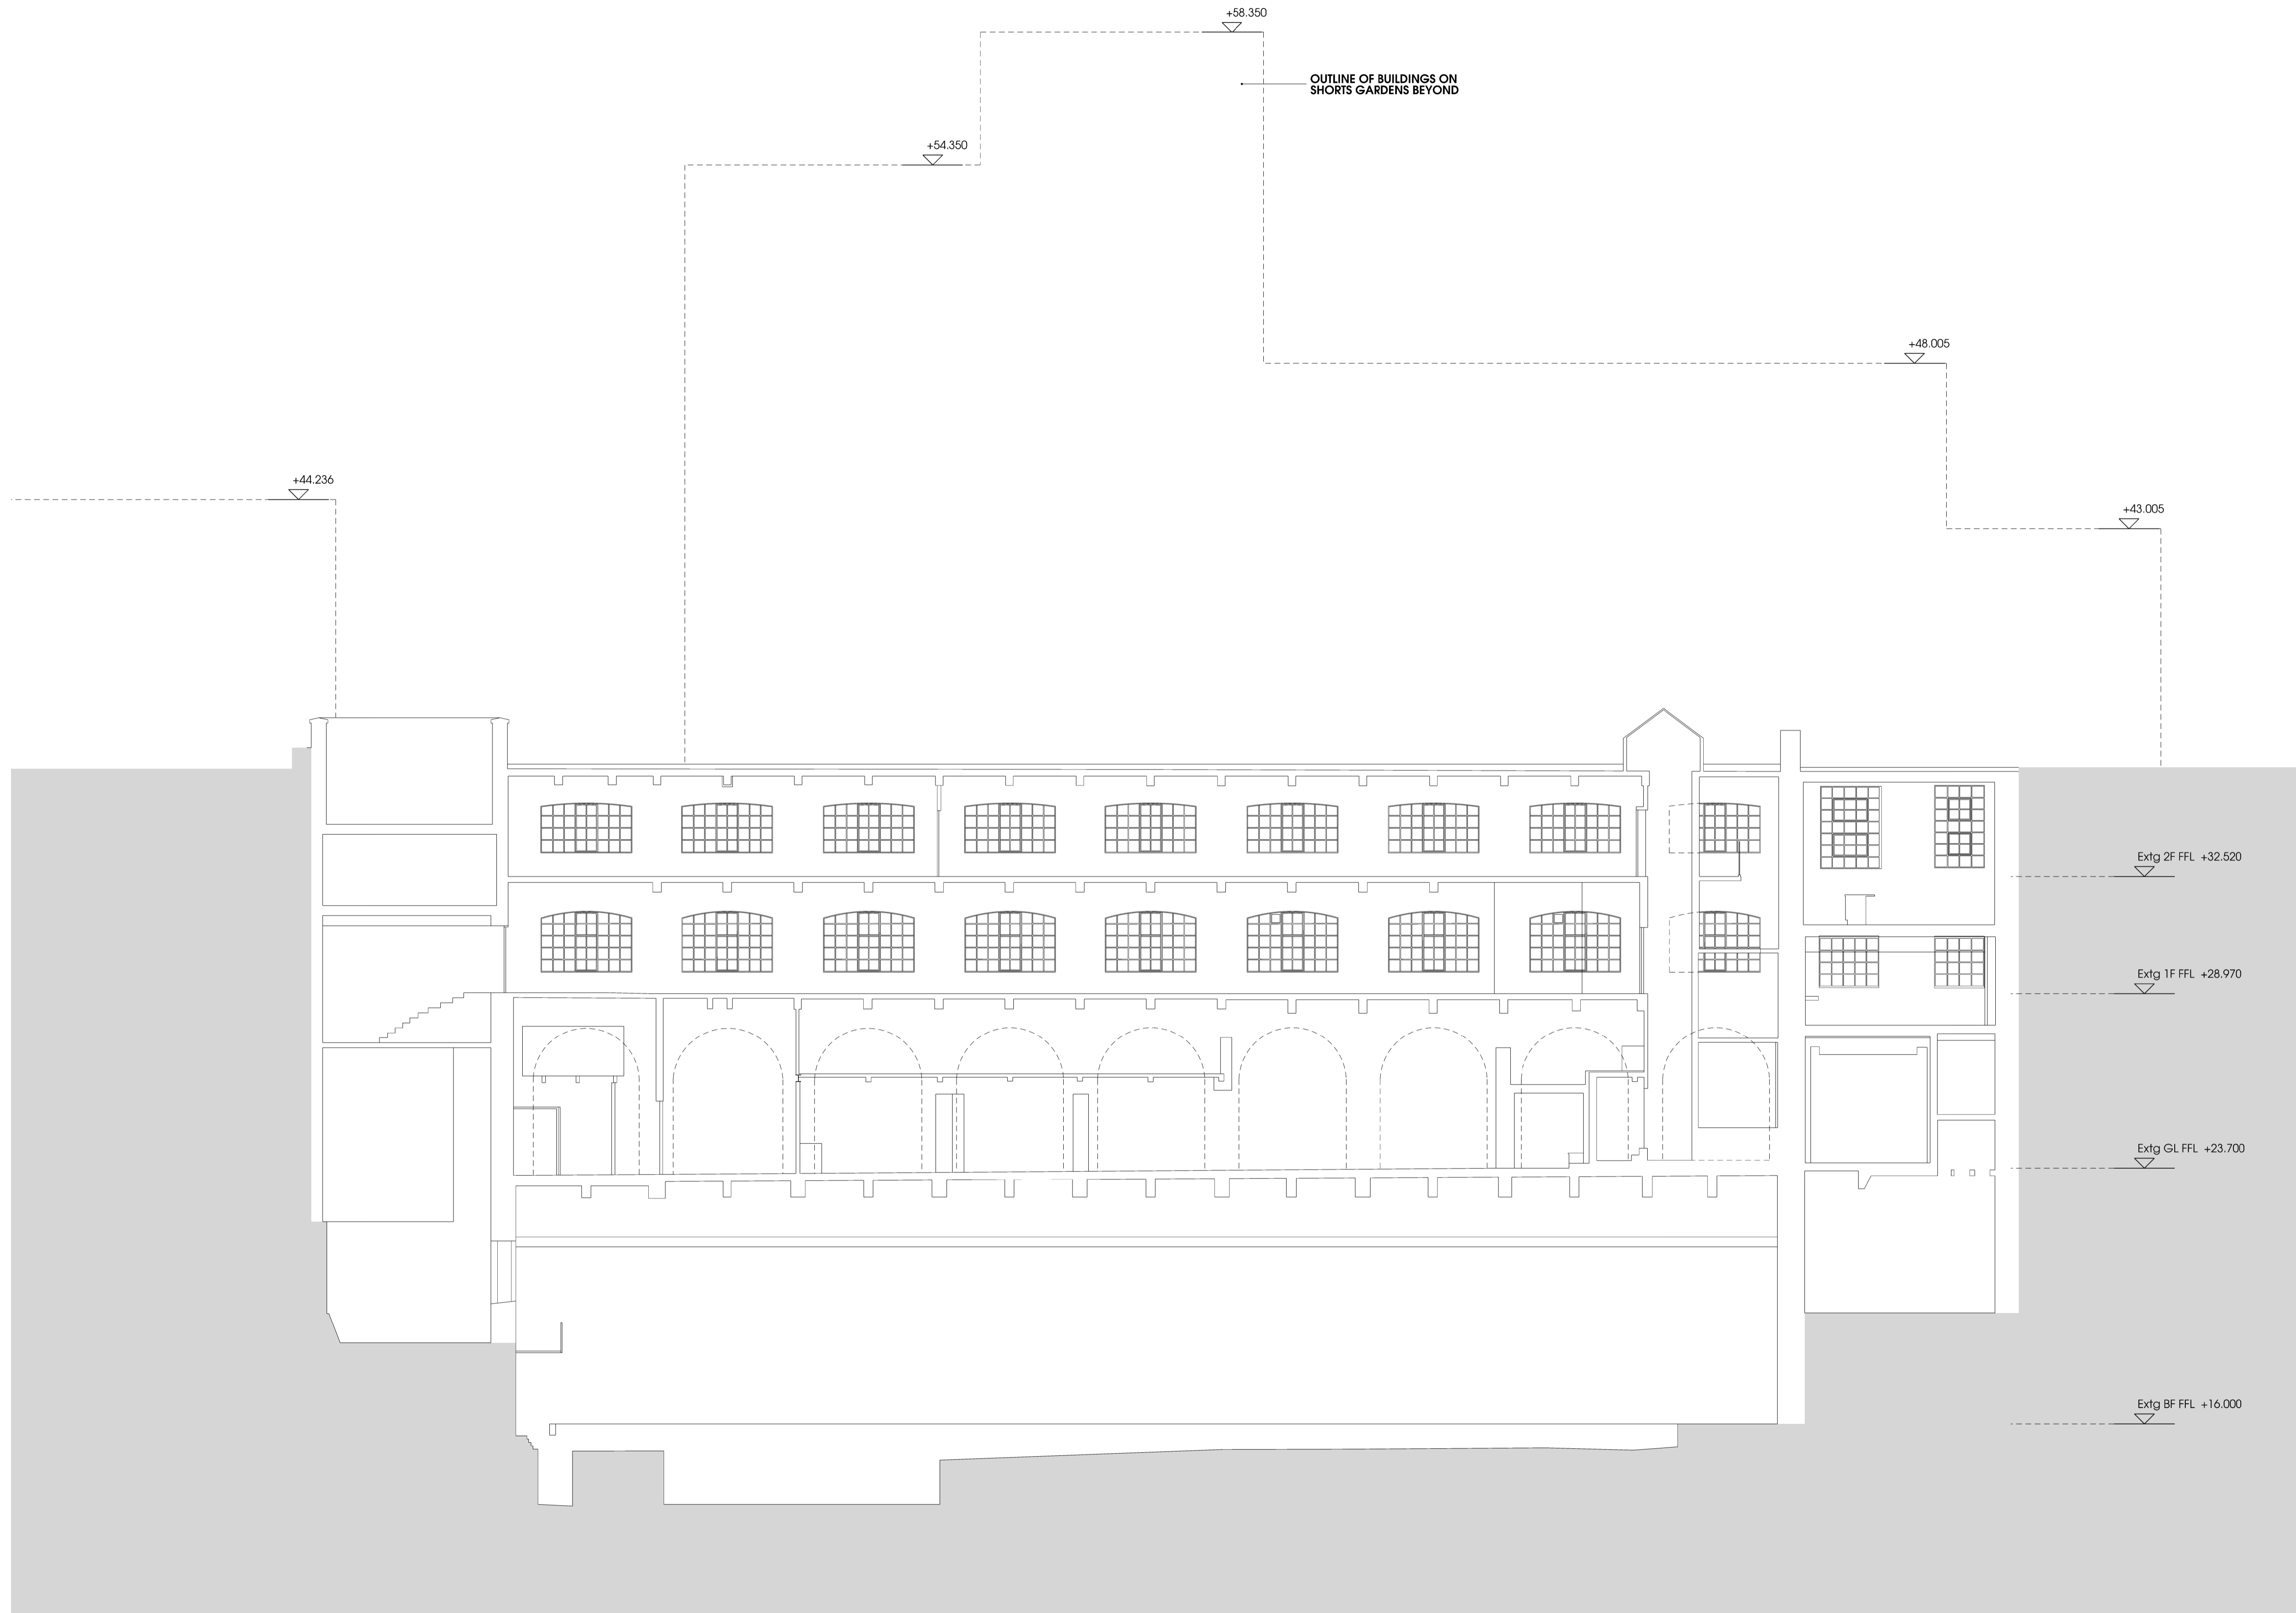 +58.350
OUTLINE OF BUILDINGS ON
SHORTS GARDENS BEYOND
+54.350
+48.005
+44.236
+43.005
Extg 2F FFL +32.520
Extg 1F FFL +28.970
Extg GL FFL +23.700
Extg BF FFL +16.000